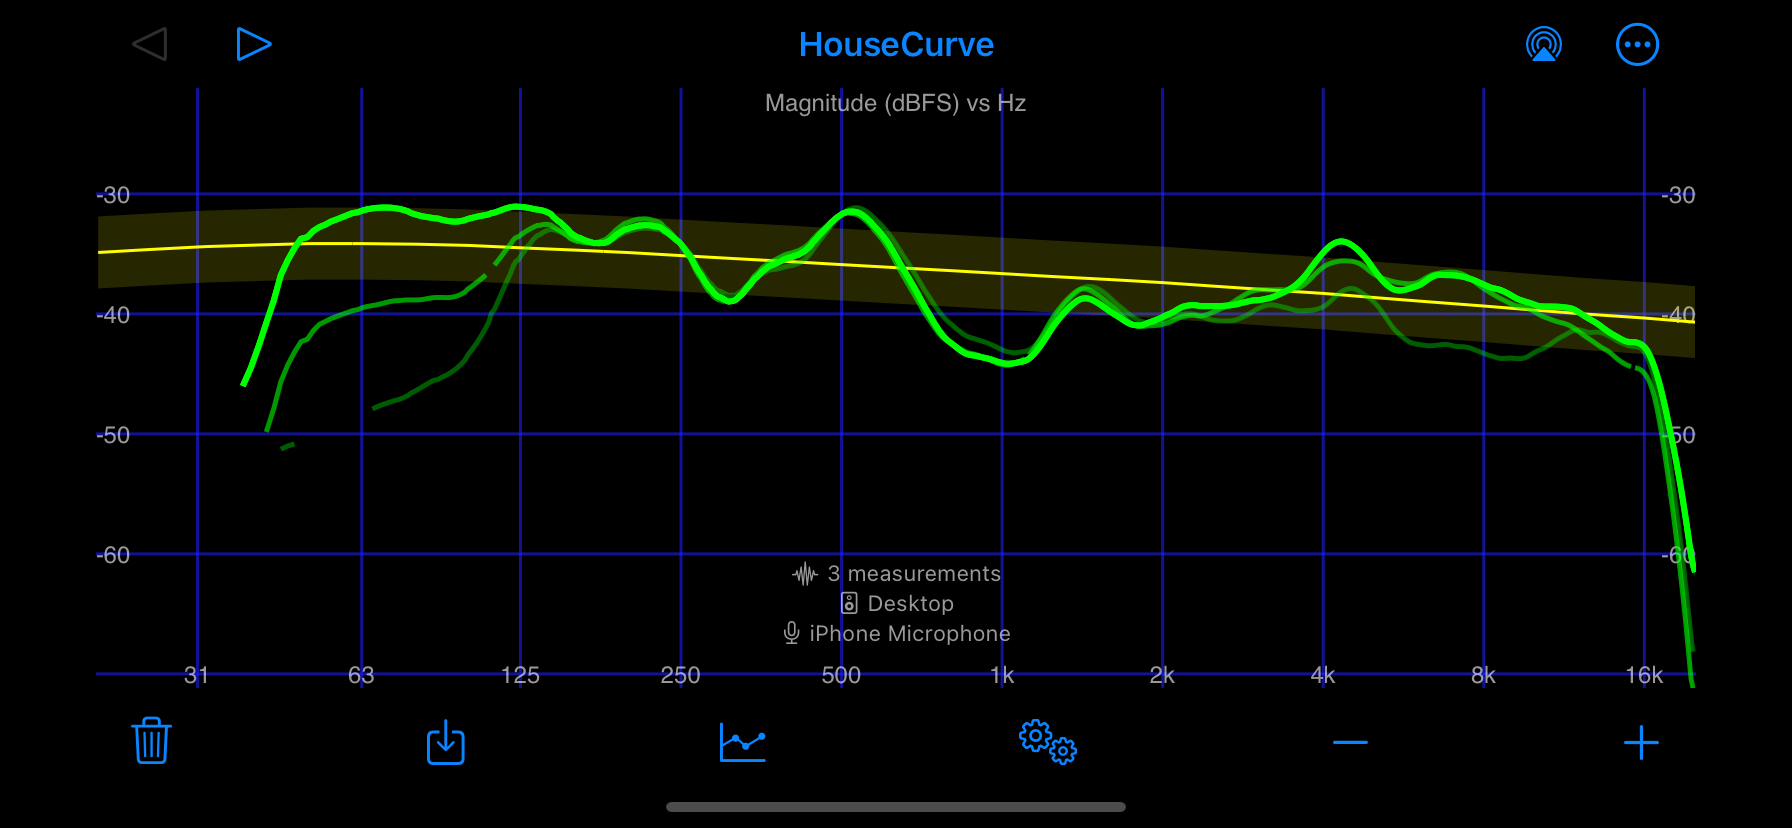 HouseCurve
Magnitude (dBFS) vs Hz
-30 -30
-40 -40
-50 -50
-60 -60
3 measurements
Desktop
iPhone Microphone
31 63 125 250 500 1k 2k 4k 8k 16k